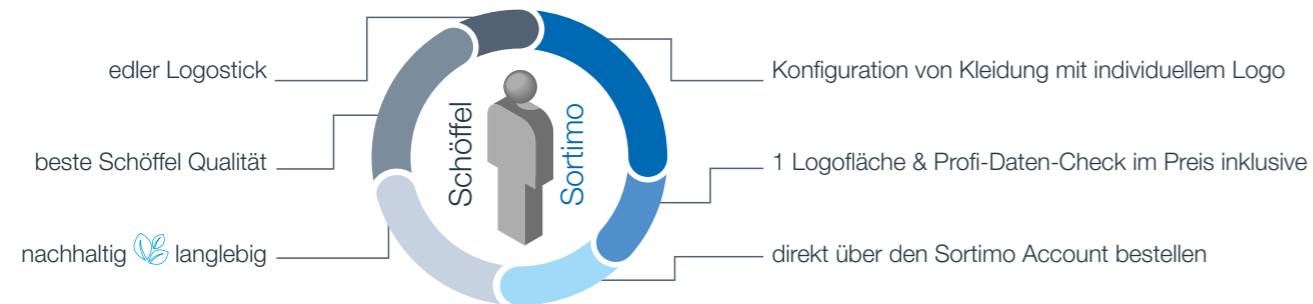 edler Logostick
beste Schöffel Qualität
nachhaltig langlebig
Schöffel
Sortimo
Konfiguration von Kleidung mit individuellem Logo
1 Logofläche & Profi-Daten-Check im Preis inklusive
direkt über den Sortimo Account bestellen